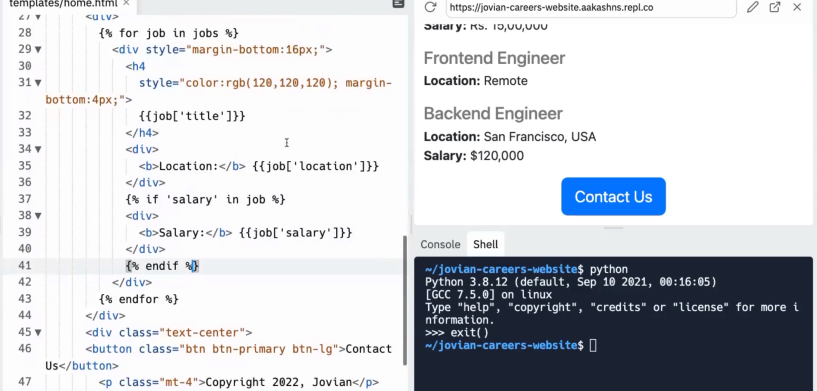 templates/home.html ×
https://jovian-careers-website.aakashns.repl.co
27 <div>
28 {% for job in jobs %}
29 <div style="margin-bottom:16px;">
30 <h4
31 style="color:rgb(120,120,120); margin-
bottom:4px;">
32 {{job['title']}}
33 </h4>
34 <div>
35 <b>Location:</b> {{job['location']}}
36 </div>
37 {% if 'salary' in job %}
38 <div>
39 <b>Salary:</b> {{job['salary']}}
40 </div>
41 {% endif %}
42 </div>
43 {% endfor %}
44 </div>
45 <div class="text-center">
46 <button class="btn btn-primary btn-lg">Contact
Us</button>
47 <p class="mt-4">Copyright 2022, Jovian</p>
Salary: Rs. 15,00,000
Frontend Engineer
Location: Remote
Backend Engineer
Location: San Francisco, USA
Salary: $120,000
Contact Us
Console Shell
~/jovian-careers-website$ python
Python 3.8.12 (default, Sep 10 2021, 00:16:05)
[GCC 7.5.0] on linux
Type "help", "copyright", "credits" or "license" for more i
nformation.
>>> exit()
~/jovian-careers-website$